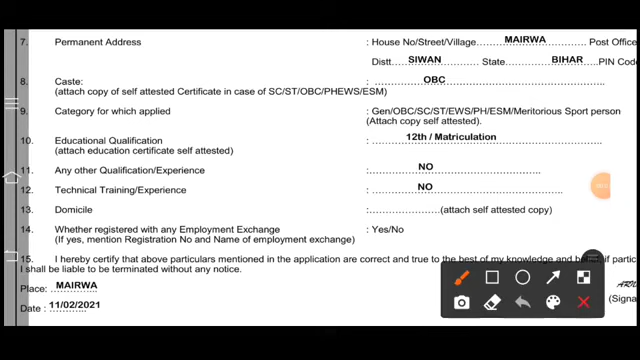 7. Permanent Address : House No/Street/Village MAIRWA Post Office
Distt SIWAN State BIHAR PIN Code
8. Caste: : OBC
(attach copy of self attested Certificate in case of SC/ST/OBC/PHEWS/ESM)
9. Category for which applied : Gen/OBC/SC/ST/EWS/PH/ESM/Meritorious Sport person
(Attach copy self attested).
10. Educational Qualification : 12th / Matriculation
(attach education certificate self attested)
11. Any other Qualification/Experience : NO
12. Technical Training/Experience : NO
13. Domicile :.....................(attach self attested copy)
14. Whether registered with any Employment Exchange : Yes/No
(If yes, mention Registration No and Name of employment exchange)
15. I hereby certify that above particulars mentioned in the application are correct and true to the best of my knowledge and belief, if partic
I shall be liable to be terminated without any notice.
Place: MAIRWA
Date : 11/02/2021
(Signa